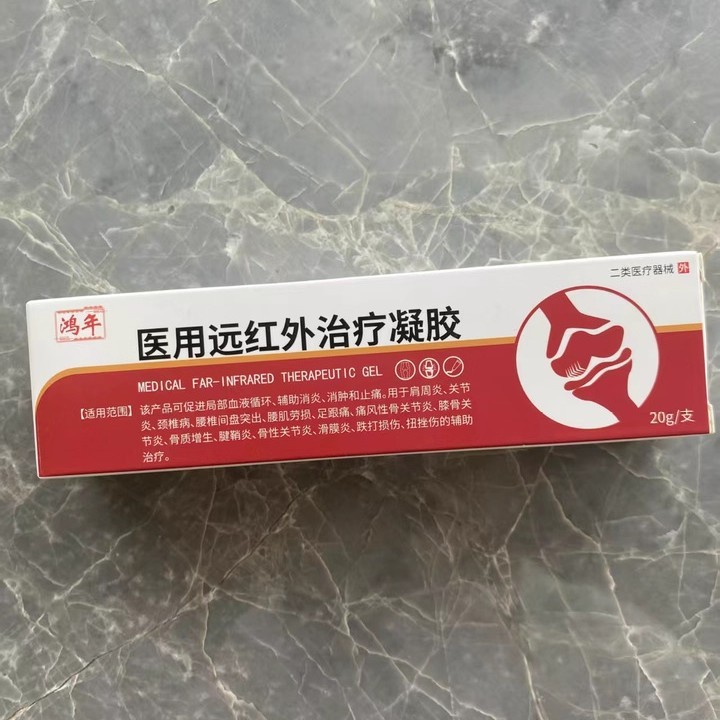 二类医疗器械 外
鸿年
医用远红外治疗凝胶
MEDICAL FAR-INFRARED THERAPEUTIC GEL
【适用范围】该产品可促进局部血液循环、辅助消炎、消肿和止痛。用于肩周炎、关节
炎、颈椎病、腰椎间盘突出、腰肌劳损、足跟痛、痛风性骨关节炎、膝骨关
节炎、骨质增生、腱鞘炎、骨性关节炎、滑膜炎、跌打损伤、扭挫伤的辅助
治疗。
20g/支